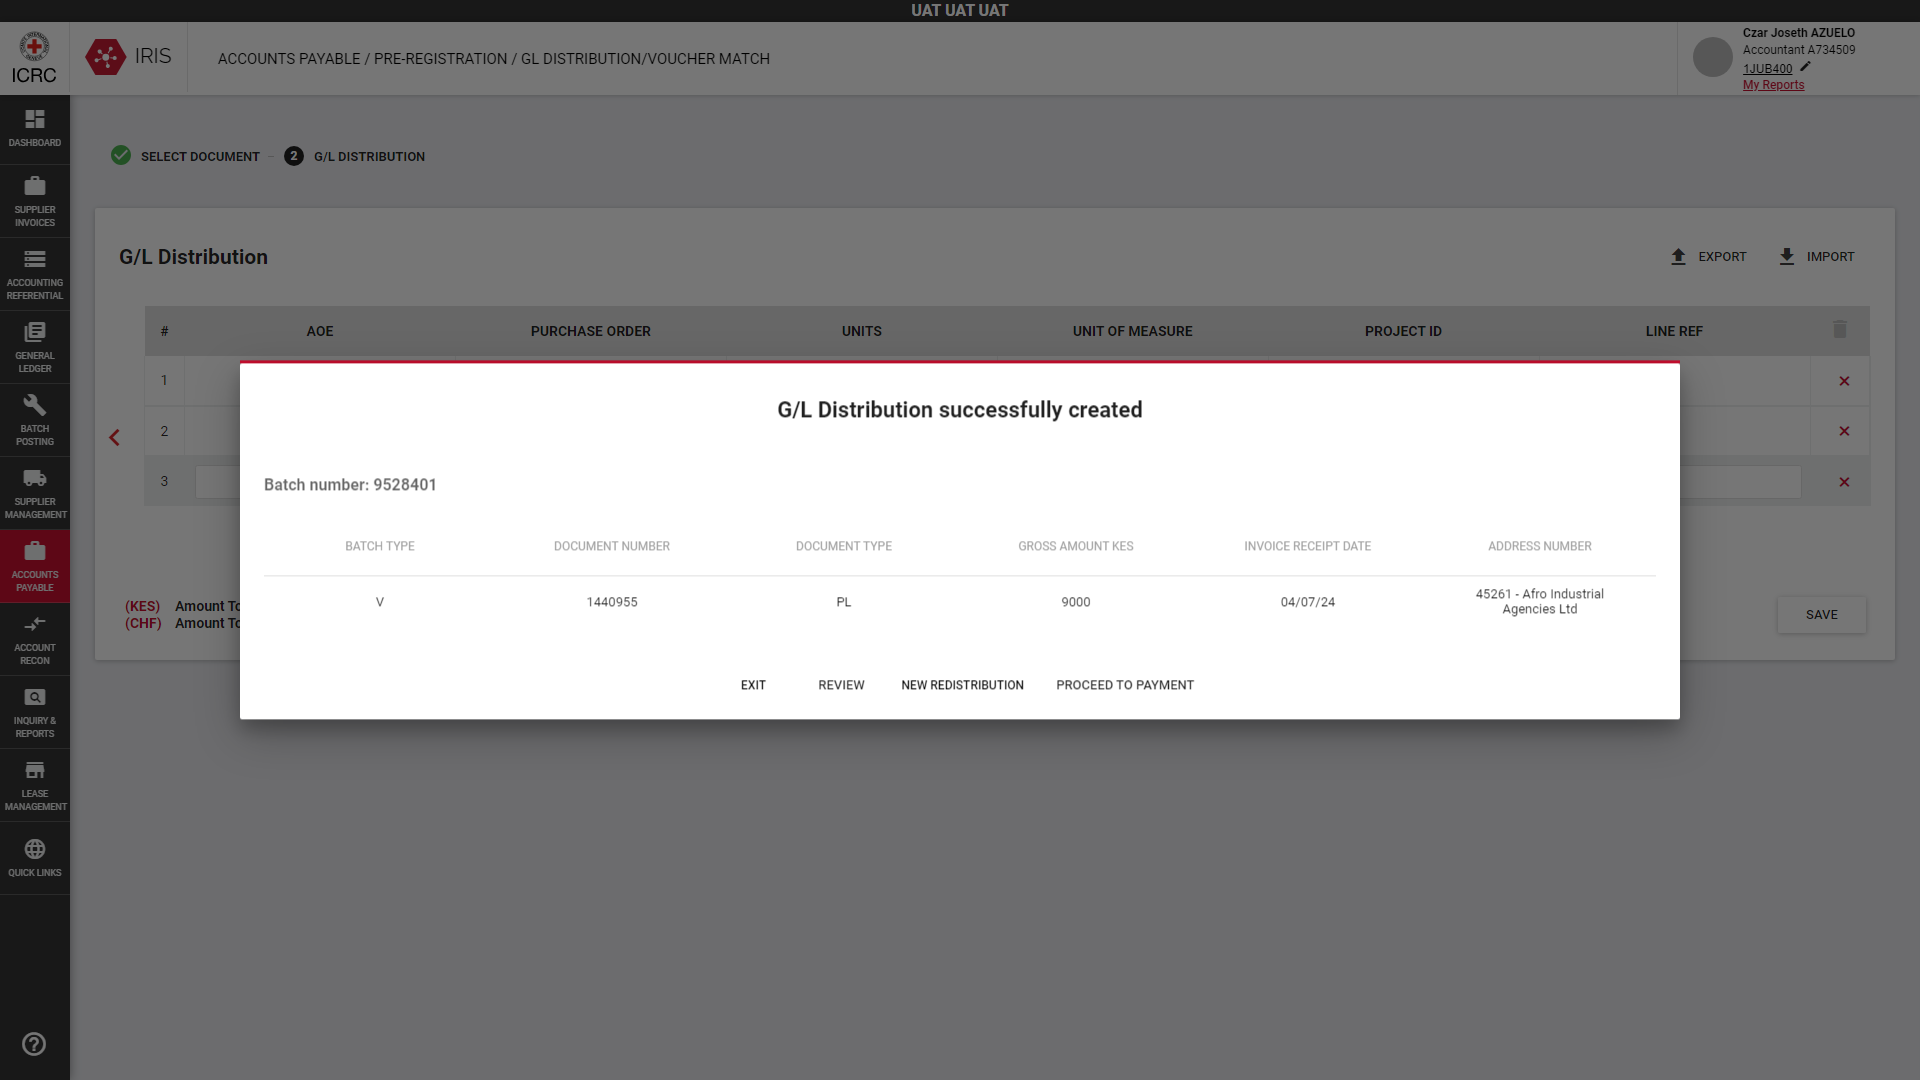 UAT UAT UAT
ICRC
IRIS
ACCOUNTS PAYABLE / PRE-REGISTRATION / GL DISTRIBUTION/VOUCHER MATCH
Czar Joseth AZUELO
Accountant A734509
1JUB400
My Reports
DASHBOARD
SUPPLIER
INVOICES
ACCOUNTING
REFERENTIAL
GENERAL
LEDGER
BATCH
POSTING
SUPPLIER
MANAGEMENT
ACCOUNTS
PAYABLE
ACCOUNT
RECON
INQUIRY &
REPORTS
LEASE
MANAGEMENT
QUICK LINKS
SELECT DOCUMENT
2 G/L DISTRIBUTION
G/L Distribution
EXPORT
IMPORT
# AOE PURCHASE ORDER UNITS UNIT OF MEASURE PROJECT ID LINE REF
1
2
3
(KES) Amount To
(CHF) Amount To
SAVE
G/L Distribution successfully created
Batch number: 9528401
BATCH TYPE DOCUMENT NUMBER DOCUMENT TYPE GROSS AMOUNT KES INVOICE RECEIPT DATE ADDRESS NUMBER
V 1440955 PL 9000 04/07/24 45261 - Afro Industrial
Agencies Ltd
EXIT REVIEW NEW REDISTRIBUTION PROCEED TO PAYMENT